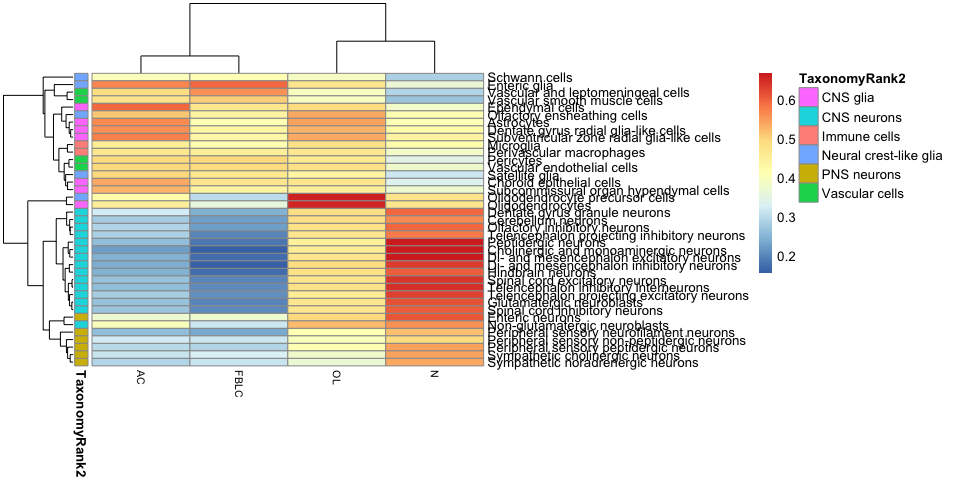 Schwann cells
Enteric glia
Vascular and leptomeningeal cells
Vascular smooth muscle cells
Ependymal cells
Olfactory ensheathing cells
Astrocytes
Dentate gyrus radial glia-like cells
Subventricular zone radial glia-like cells
Microglia
Perivascular macrophages
Pericytes
Vascular endothelial cells
Satellite glia
Choroid epithelial cells
Subcommissural organ hypendymal cells
Oligodendrocyte precursor cells
Oligodendrocytes
Dentate gyrus granule neurons
Cerebellum neurons
Olfactory inhibitory neurons
Telencephalon projecting inhibitory neurons
Peptidergic neurons
Cholinergic and monoaminergic neurons
Di- and mesencephalon excitatory neurons
Di- and mesencephalon inhibitory neurons
Hindbrain neurons
Spinal cord excitatory neurons
Telencephalon inhibitory interneurons
Telencephalon projecting excitatory neurons
Glutamatergic neuroblasts
Spinal cord inhibitory neurons
Enteric neurons
Non-glutamatergic neuroblasts
Peripheral sensory neurofilament neurons
Peripheral sensory non-peptidergic neurons
Peripheral sensory peptidergic neurons
Sympathetic cholinergic neurons
Sympathetic noradrenergic neurons
TaxonomyRank2
AC
FBLC
OL
N
0.6
0.5
0.4
0.3
0.2
TaxonomyRank2
CNS glia
CNS neurons
Immune cells
Neural crest-like glia
PNS neurons
Vascular cells